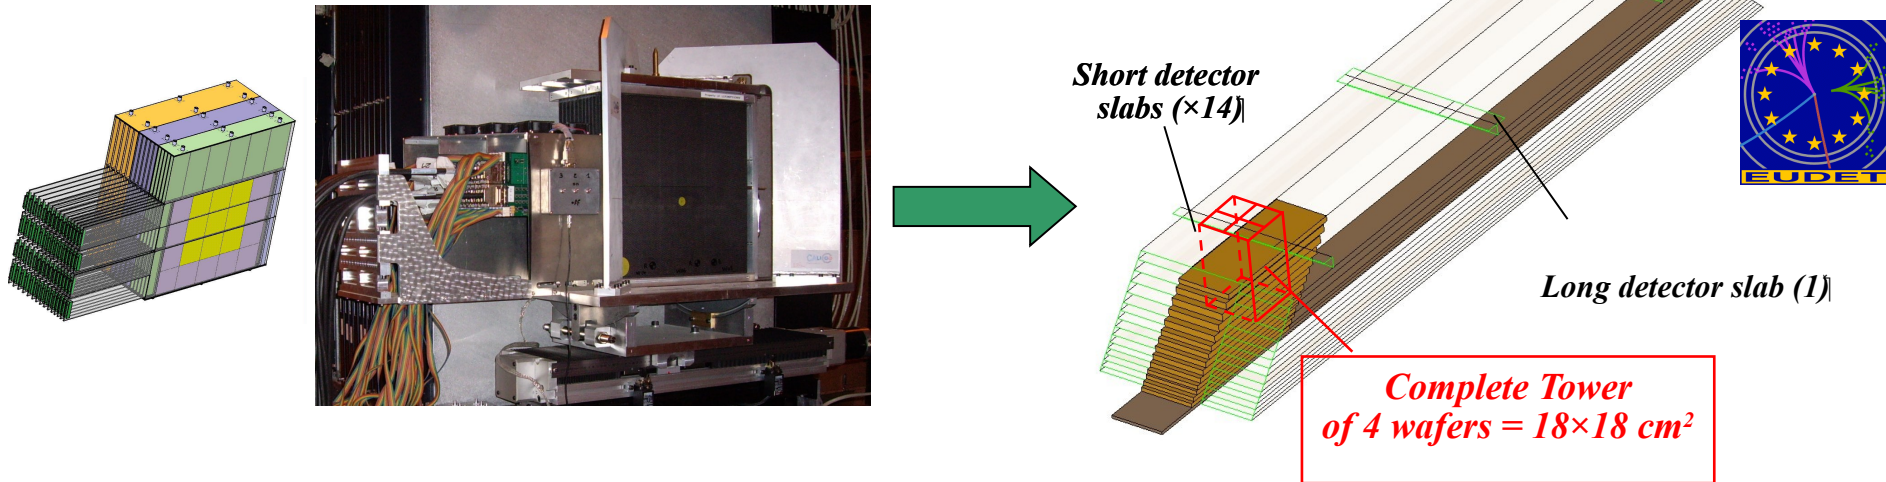 Short detector
slabs (×14)
Long detector slab (1)
Complete Tower
of 4 wafers = 18×18 cm²
EUDET